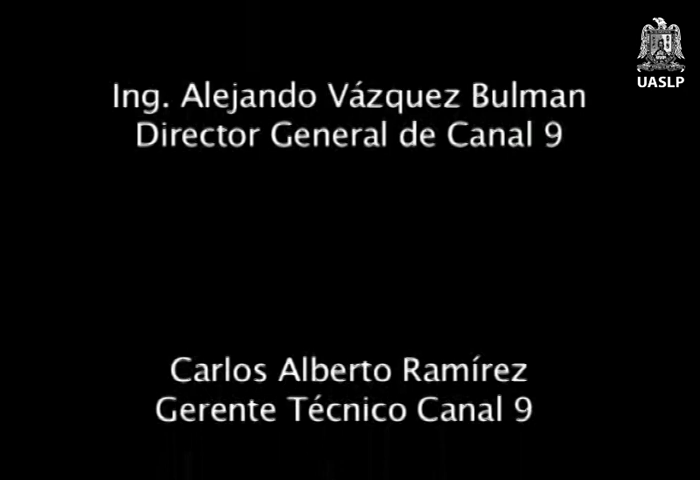 UASLP
Ing. Alejando Vázquez Bulman
Director General de Canal 9
Carlos Alberto Ramírez
Gerente Técnico Canal 9